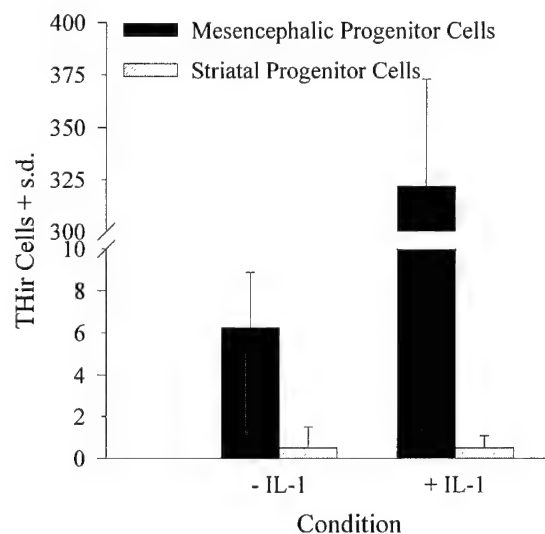 400
Mesencephalic Progenitor Cells
375
Striatal Progenitor Cells
350
325
300
10
8
6
4
2
0
THir Cells + s.d.
- IL-1
+ IL-1
Condition